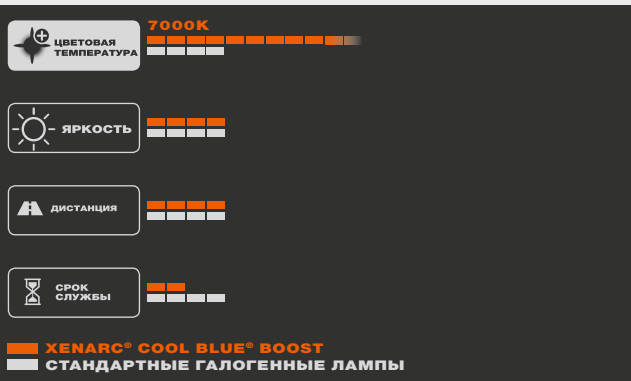 7000K
ЦВЕТОВАЯ
ТЕМПЕРАТУРА
ЯРКОСТЬ
ДИСТАНЦИЯ
СРОК
СЛУЖБЫ
XENARC® COOL BLUE® BOOST
СТАНДАРТНЫЕ ГАЛОГЕННЫЕ ЛАМПЫ